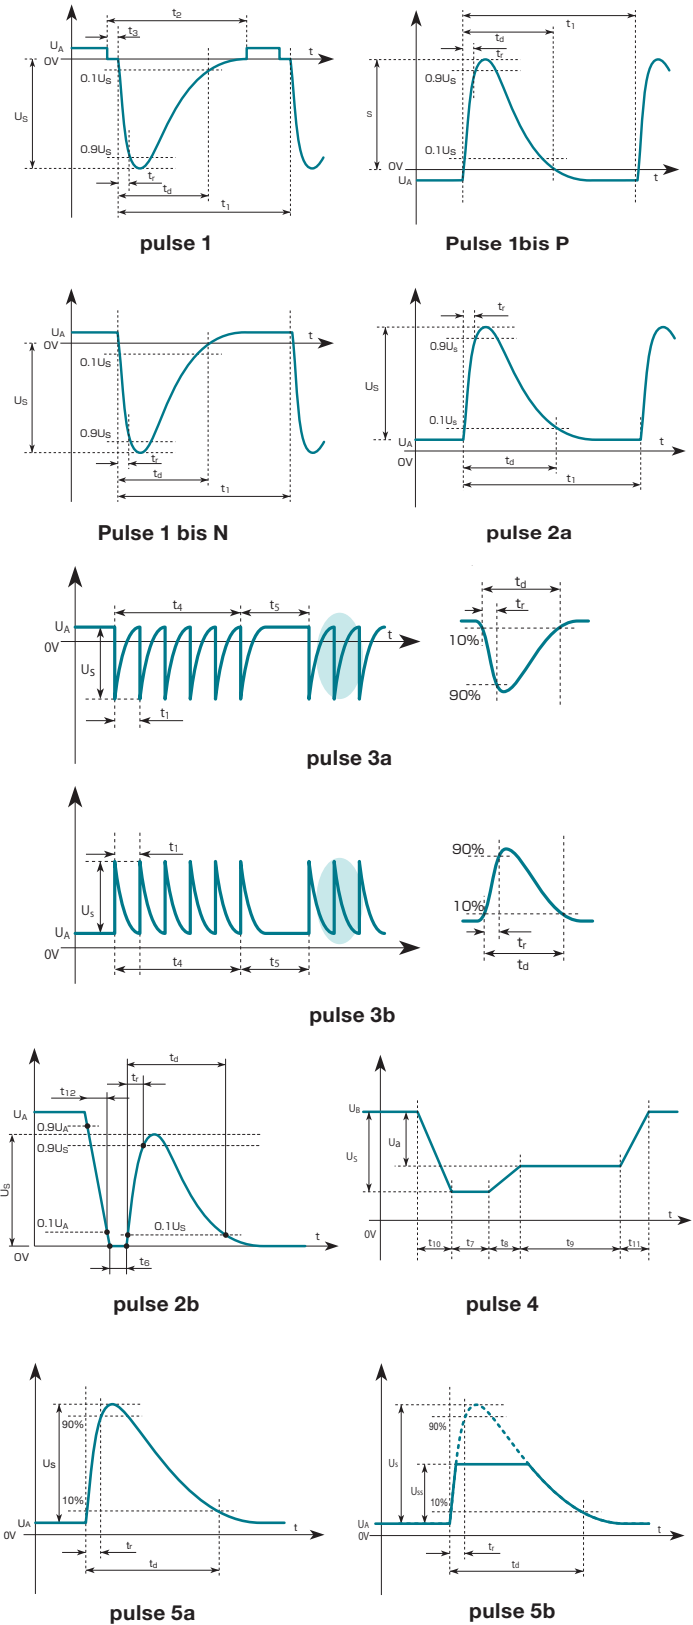 t2
t3
UA
0V
t
0.1US
US
0.9US
tr
td
t1
pulse 1
t1
td
tr
0.9US
s
0.1US
0V
UA
t
Pulse 1bis P
UA
0V
t
0.1US
US
0.9US
tr
td
t1
Pulse 1 bis N
tr
0.9Us
US
0.1Us
UA
0V
t
td
t1
pulse 2a
t4
t5
UA
0V
t
US
t1
td
tr
10%
90%
pulse 3a
t1
Us
UA
0V
t
t4
t5
90%
10%
tr
td
pulse 3b
td
tr
t12
UA
0.9UA
0.9US
US
0.1UA
0.1US
t
0V
t6
pulse 2b
UB
Ua
US
t
0V
t10
t7
t8
t9
t11
pulse 4
90%
US
10%
UA
0V
t
tr
td
pulse 5a
90%
US
USS
10%
UA
0V
t
tr
td
pulse 5b